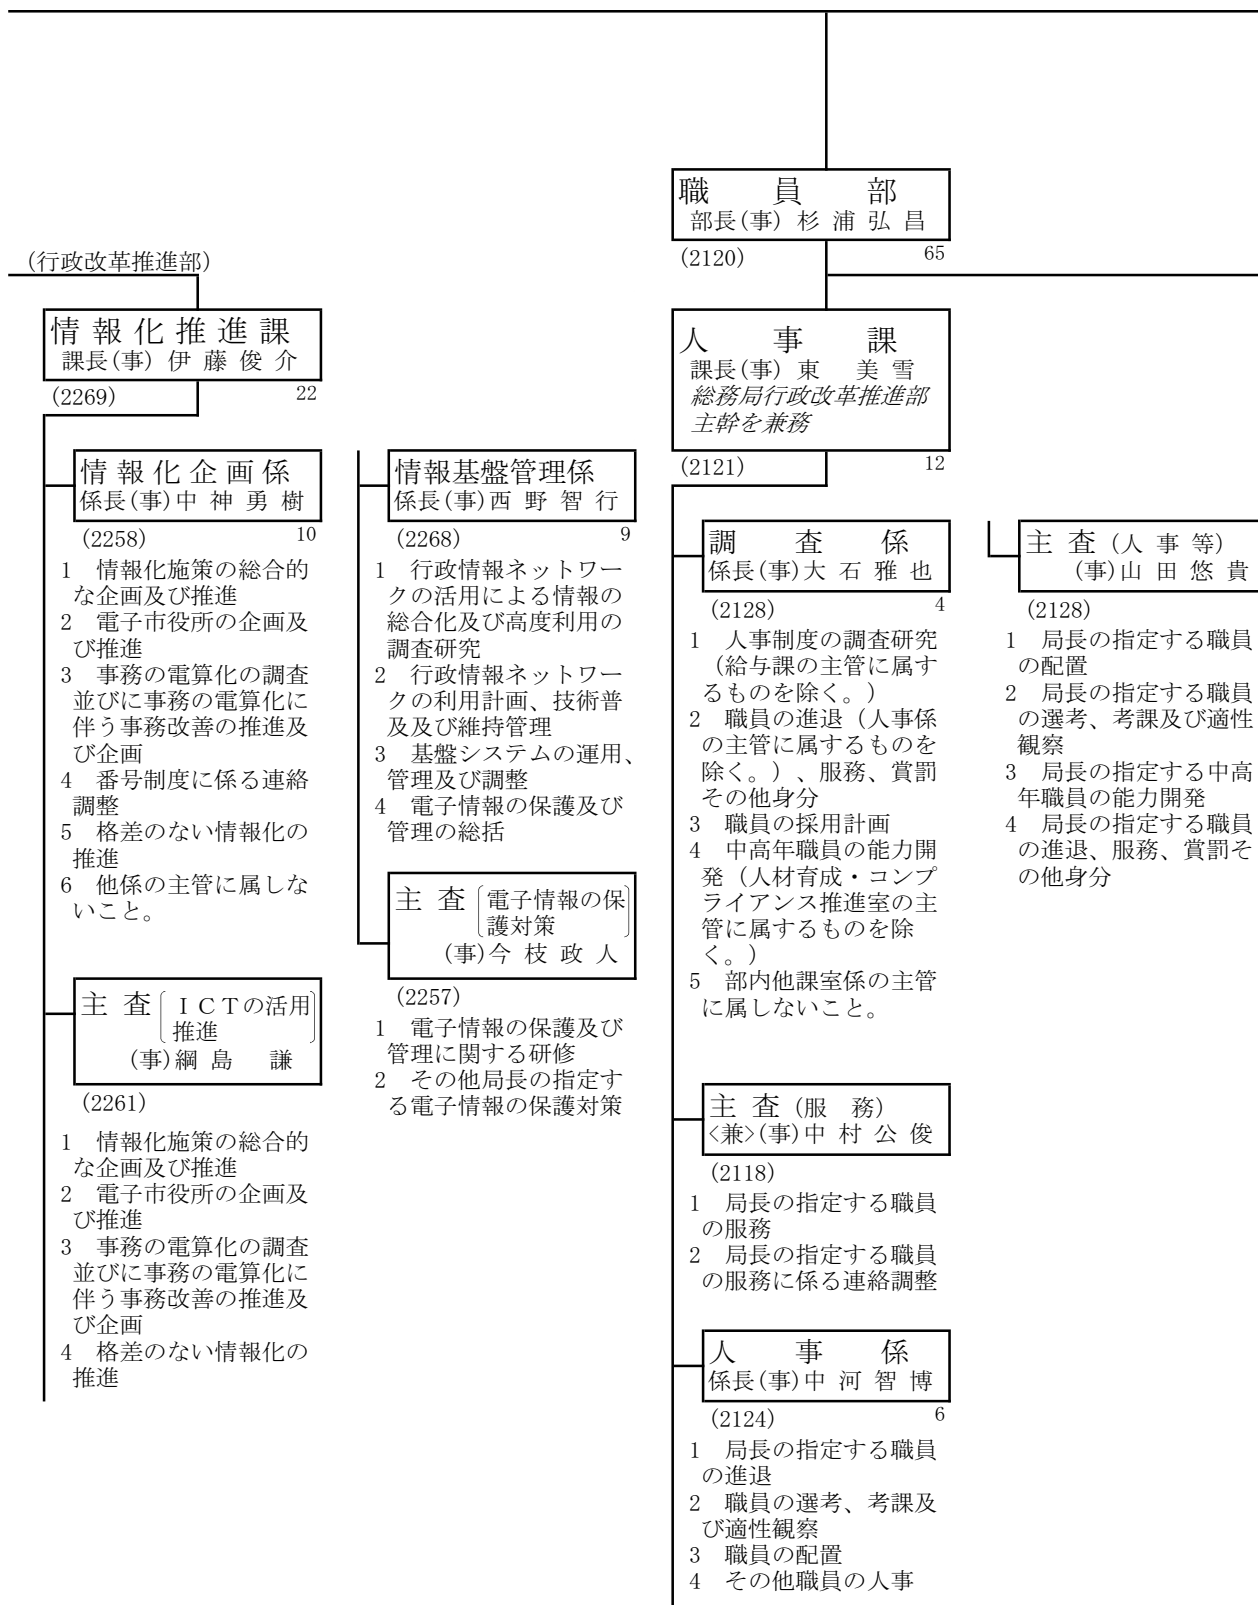 (行政改革推進部)
情報化推進課
課長(事) 伊藤俊介
(2269) 22
情報化企画係
係長(事)中神勇樹
(2258) 10
1 情報化施策の総合的
な企画及び推進
2 電子市役所の企画及
び推進
3 事務の電算化の調査
並びに事務の電算化に
伴う事務改善の推進及
び企画
4 番号制度に係る連絡
調整
5 格差のない情報化の
推進
6 他係の主管に属しな
いこと。
主査〔ICTの活用
推進〕
(事)綱島 謙
(2261)
1 情報化施策の総合的
な企画及び推進
2 電子市役所の企画及
び推進
3 事務の電算化の調査
並びに事務の電算化に
伴う事務改善の推進及
び企画
4 格差のない情報化の
推進
情報基盤管理係
係長(事)西野智行
(2268) 9
1 行政情報ネットワー
クの活用による情報の
総合化及び高度利用の
調査研究
2 行政情報ネットワー
クの利用計画、技術普
及及び維持管理
3 基盤システムの運用、
管理及び調整
4 電子情報の保護及び
管理の総括
主査〔電子情報の保
護対策〕
(事)今枝政人
(2257)
1 電子情報の保護及び
管理に関する研修
2 その他局長の指定す
る電子情報の保護対策
職員部
部長(事) 杉浦弘昌
(2120) 65
人事課
課長(事) 東 美雪
総務局行政改革推進部
主幹を兼務
(2121) 12
調査係
係長(事)大石雅也
(2128) 4
1 人事制度の調査研究
(給与課の主管に属す
るものを除く。)
2 職員の進退(人事係
の主管に属するものを
除く。)、服務、賞罰
その他身分
3 職員の採用計画
4 中高年職員の能力開
発(人材育成・コンプ
ライアンス推進室の主
管に属するものを除
く。)
5 部内他課室係の主管
に属しないこと。
主査(服 務)
<兼>(事)中村公俊
(2118)
1 局長の指定する職員
の服務
2 局長の指定する職員
の服務に係る連絡調整
人事係
係長(事)中河智博
(2124) 6
1 局長の指定する職員
の進退
2 職員の選考、考課及
び適性観察
3 職員の配置
4 その他職員の人事
主査(人事等)
(事)山田悠貴
(2128)
1 局長の指定する職員
の配置
2 局長の指定する職員
の選考、考課及び適性
観察
3 局長の指定する中高
年職員の能力開発
4 局長の指定する職員
の進退、服務、賞罰そ
の他身分